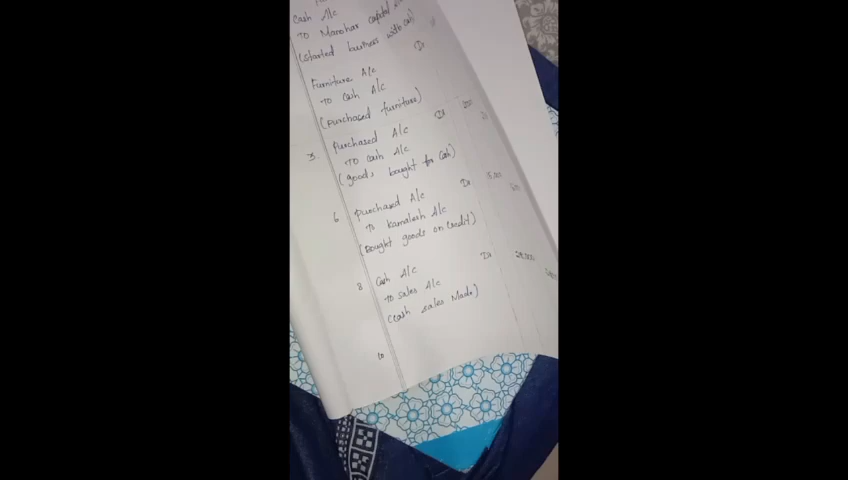 Cash A/c
To Manohar capital
(started business with cash)
Furniture A/c Dr
To cash A/c
(purchased furniture)
purchased A/c Dr
To cash A/c
(goods bought for cash)
6 purchased A/c Dr
To kamalesh A/c
(Bought goods on credit)
8 Cash A/c Dr
To sales A/c
(cash sales Made)
10